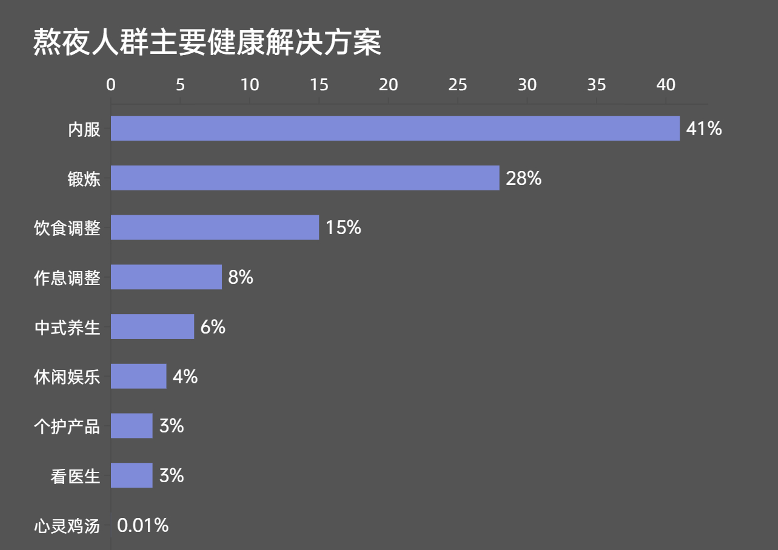 熬夜人群主要健康解决方案
0 5 10 15 20 25 30 35 40
内服 41%
锻炼 28%
饮食调整 15%
作息调整 8%
中式养生 6%
休闲娱乐 4%
个护产品 3%
看医生 3%
心灵鸡汤 0.01%